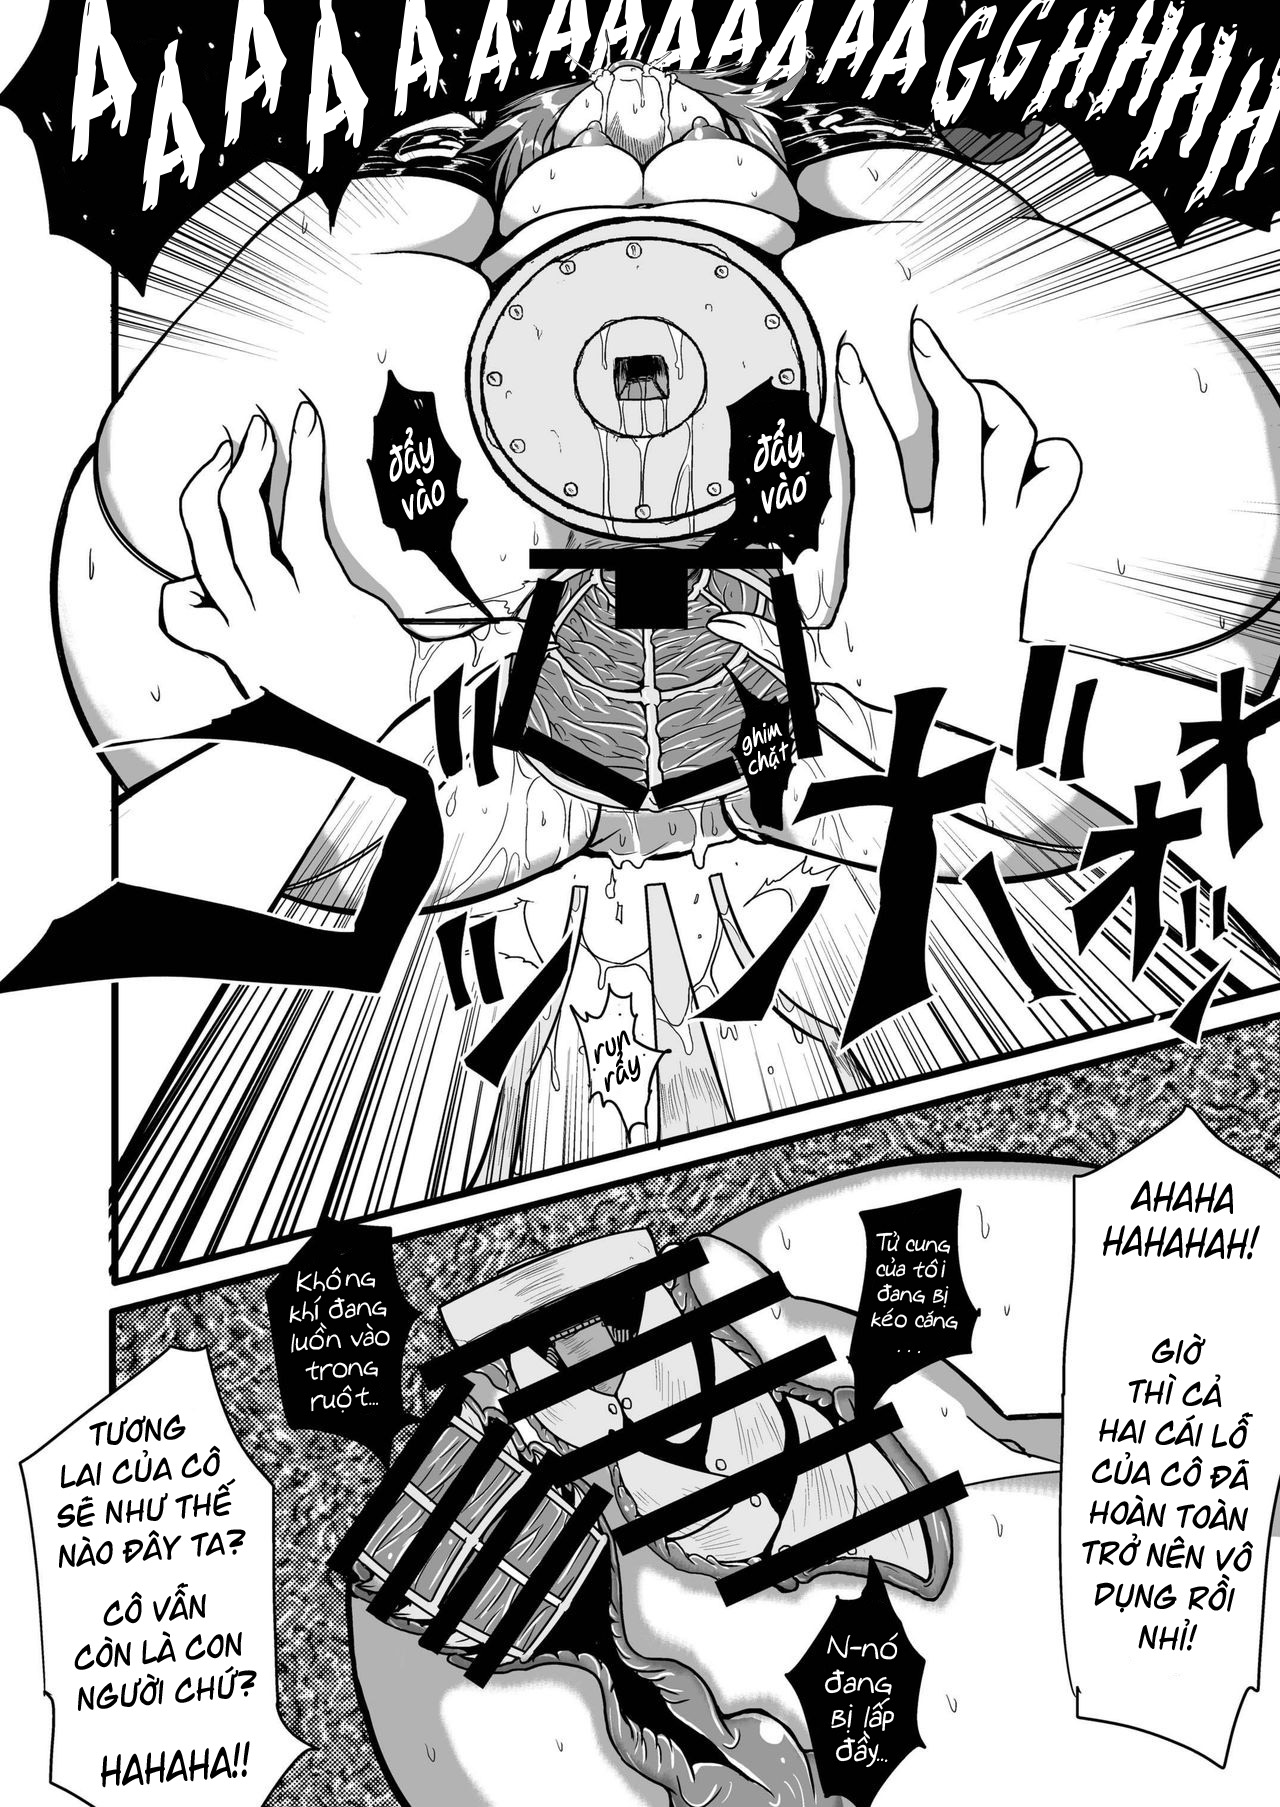 AAAAAAAAAAAAAAGGHHHHH
đẩy
vào
đẩy
vào
ghim
chặt
run
rẩy
AHAHA
HAHAHAH!
GIỜ
THÌ CẢ
HAI CÁI LỖ
CỦA CÔ ĐÃ
HOÀN TOÀN
TRỞ NÊN VÔ
DỤNG RỒI
NHỈ!
Tử cung
của tôi
đang bị
kéo căng
...
Không
khí đang
luồn vào
trong
ruột...
N-nó
đang
bị lấp
đầy...
TƯƠNG
LAI CỦA CÔ
SẼ NHƯ THẾ
NÀO ĐÂY TA?
CÔ VẪN
CÒN LÀ CON
NGƯỜI CHỨ?
HAHAHA!!